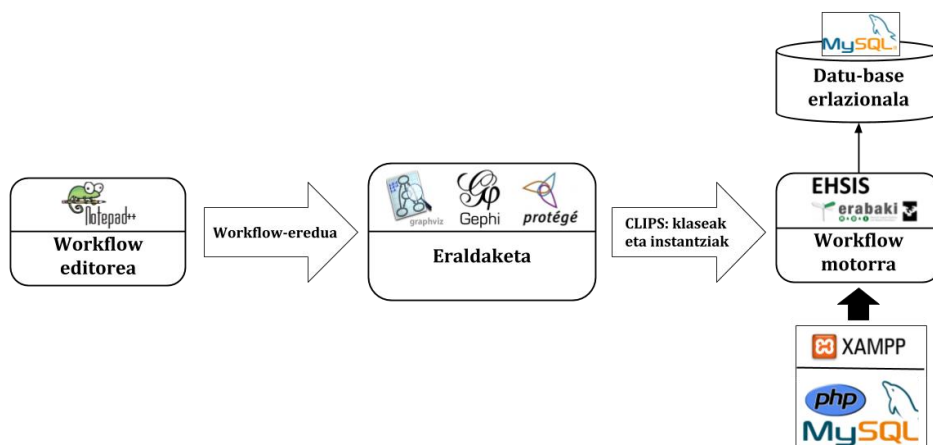 MySQL
Datu-base
erlazionala
Notepad++
Workflow
editorea
Workflow-eredua
graphviz
Gephi
protégé
Eraldaketa
CLIPS: klaseak
eta instantziak
EHSIS
erabaki
Workflow
motorra
XAMPP
php
MySQL